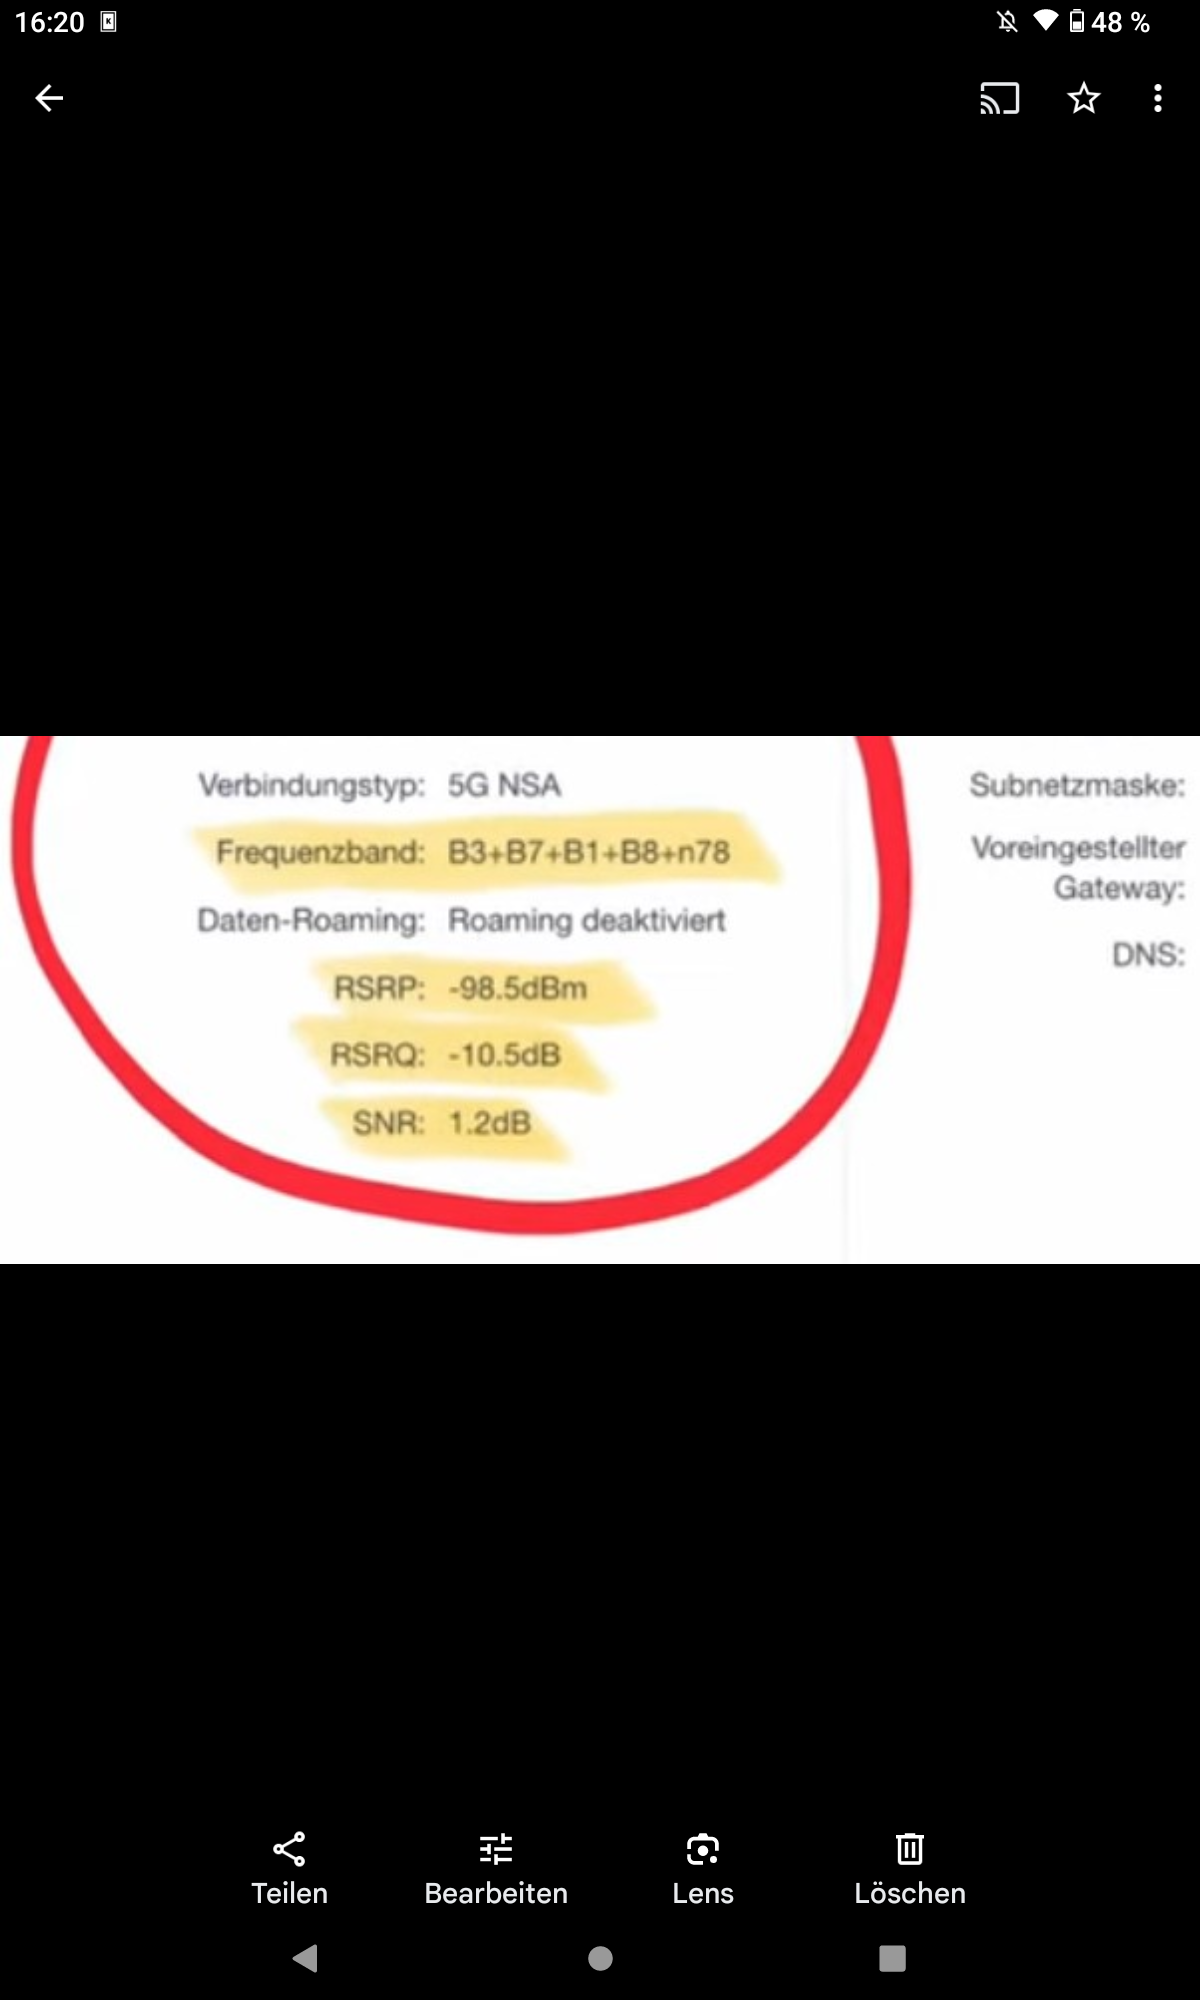 16:20
48 %
Verbindungstyp: 5G NSA
Frequenzband: B3+B7+B1+B8+n78
Daten-Roaming: Roaming deaktiviert
RSRP: -98.5dBm
RSRQ: -10.5dB
SNR: 1.2dB
Subnetzmaske:
Voreingestellter
Gateway:
DNS:
Teilen
Bearbeiten
Lens
Löschen